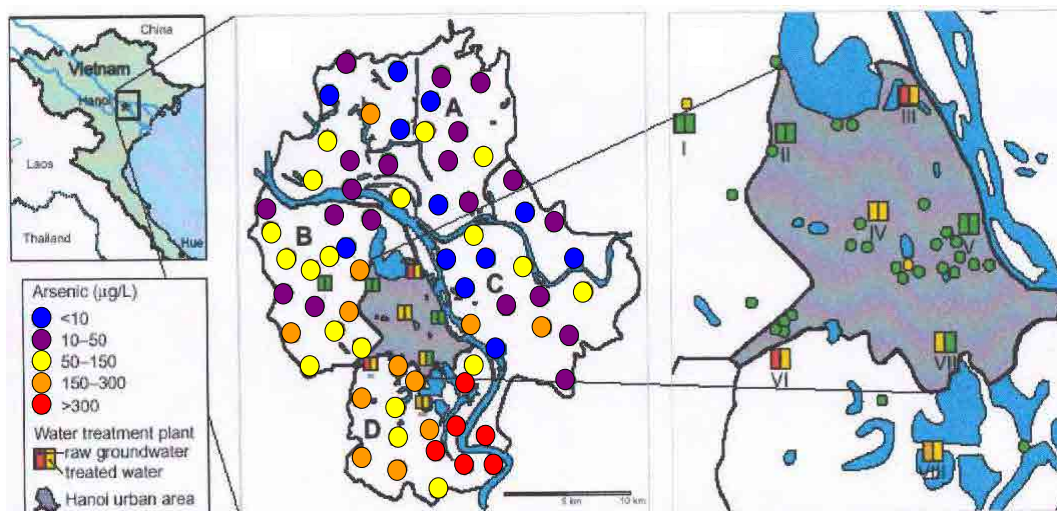 China
Vietnam
Hanoi
Laos
Thailand
Hue
Arsenic (µg/L)
<10
10–50
50–150
150–300
>300
Water treatment plant
raw groundwater
treated water
Hanoi urban area
A
B
C
D
5 km
10 km
I
II
III
IV
V
VI
VII
VIII